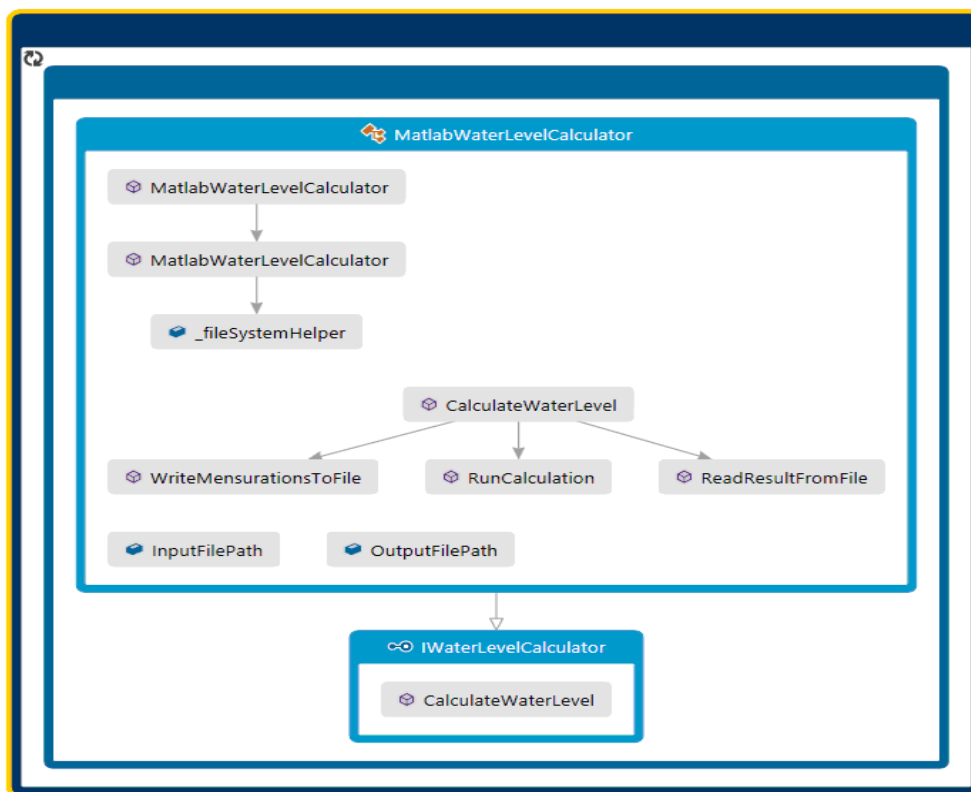 MatlabWaterLevelCalculator
MatlabWaterLevelCalculator
MatlabWaterLevelCalculator
_fileSystemHelper
CalculateWaterLevel
WriteMensurationsToFile RunCalculation ReadResultFromFile
InputFilePath OutputFilePath
IWaterLevelCalculator
CalculateWaterLevel